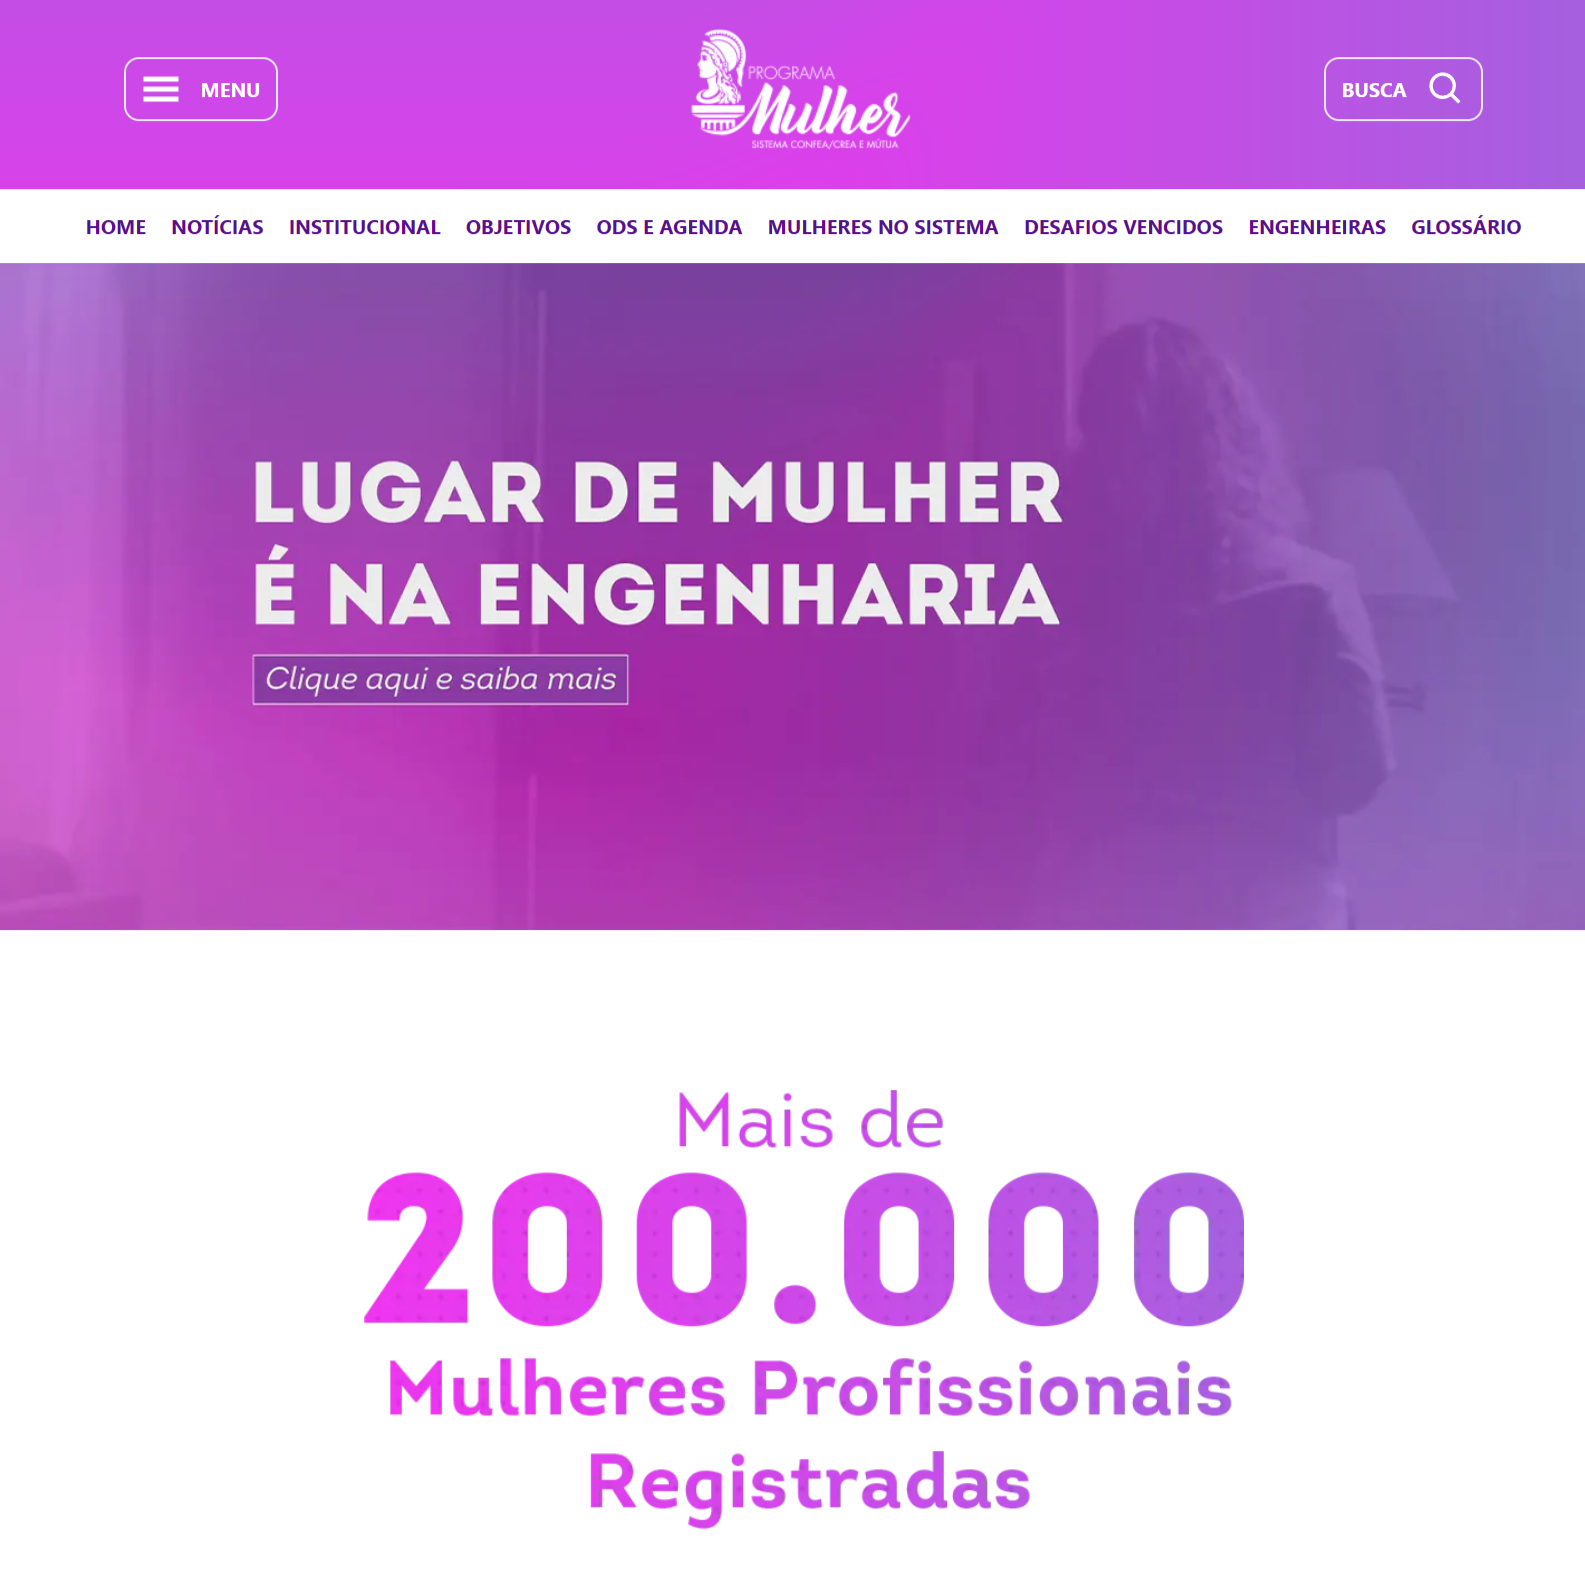 MENU
PROGRAMA
Mulher
SISTEMA CONFEA/CREA E MÚTUA
BUSCA
HOME NOTÍCIAS INSTITUCIONAL OBJETIVOS ODS E AGENDA MULHERES NO SISTEMA DESAFIOS VENCIDOS ENGENHEIRAS GLOSSÁRIO
LUGAR DE MULHER
É NA ENGENHARIA
Clique aqui e saiba mais
Mais de
200.000
Mulheres Profissionais
Registradas